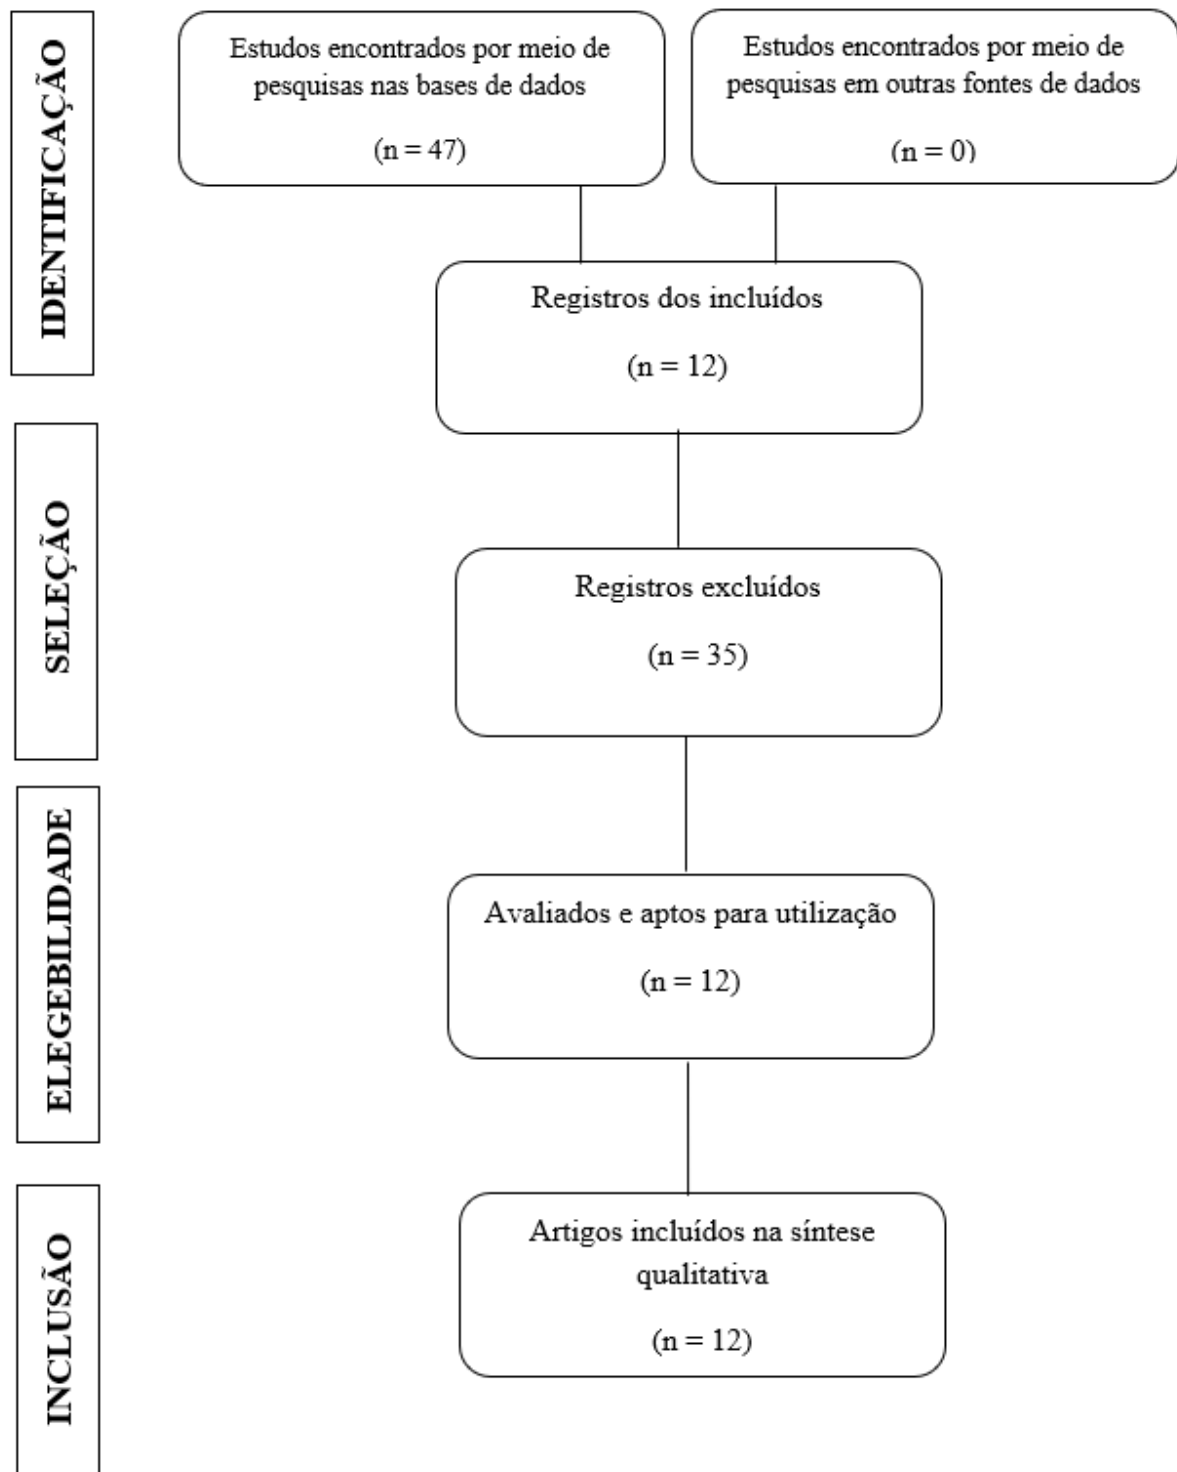 IDENTIFICAÇÃO
Estudos encontrados por meio de
pesquisas nas bases de dados
(n = 47)
Estudos encontrados por meio de
pesquisas em outras fontes de dados
(n = 0)
Registros dos incluídos
(n = 12)
SELEÇÃO
Registros excluídos
(n = 35)
ELEGEBILIDADE
Avaliados e aptos para utilização
(n = 12)
INCLUSÃO
Artigos incluídos na síntese
qualitativa
(n = 12)